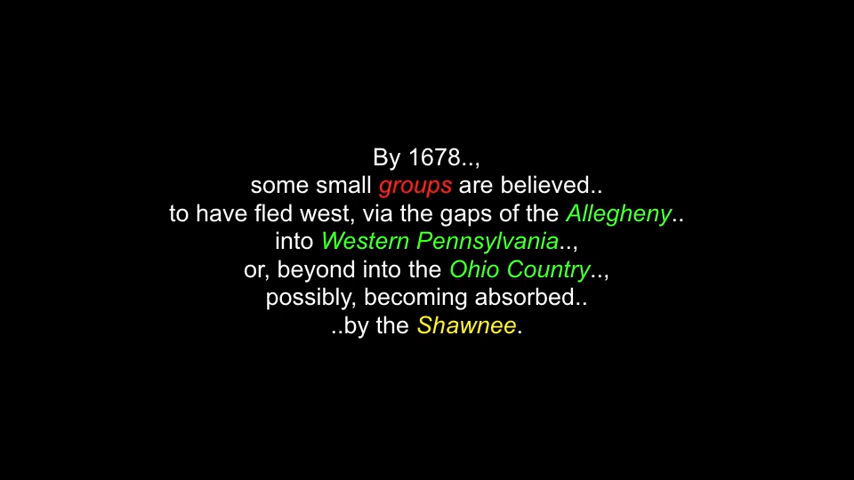 By 1678..,
some small groups are believed..
to have fled west, via the gaps of the Allegheny..
into Western Pennsylvania..,
or, beyond into the Ohio Country..,
possibly, becoming absorbed..
..by the Shawnee.